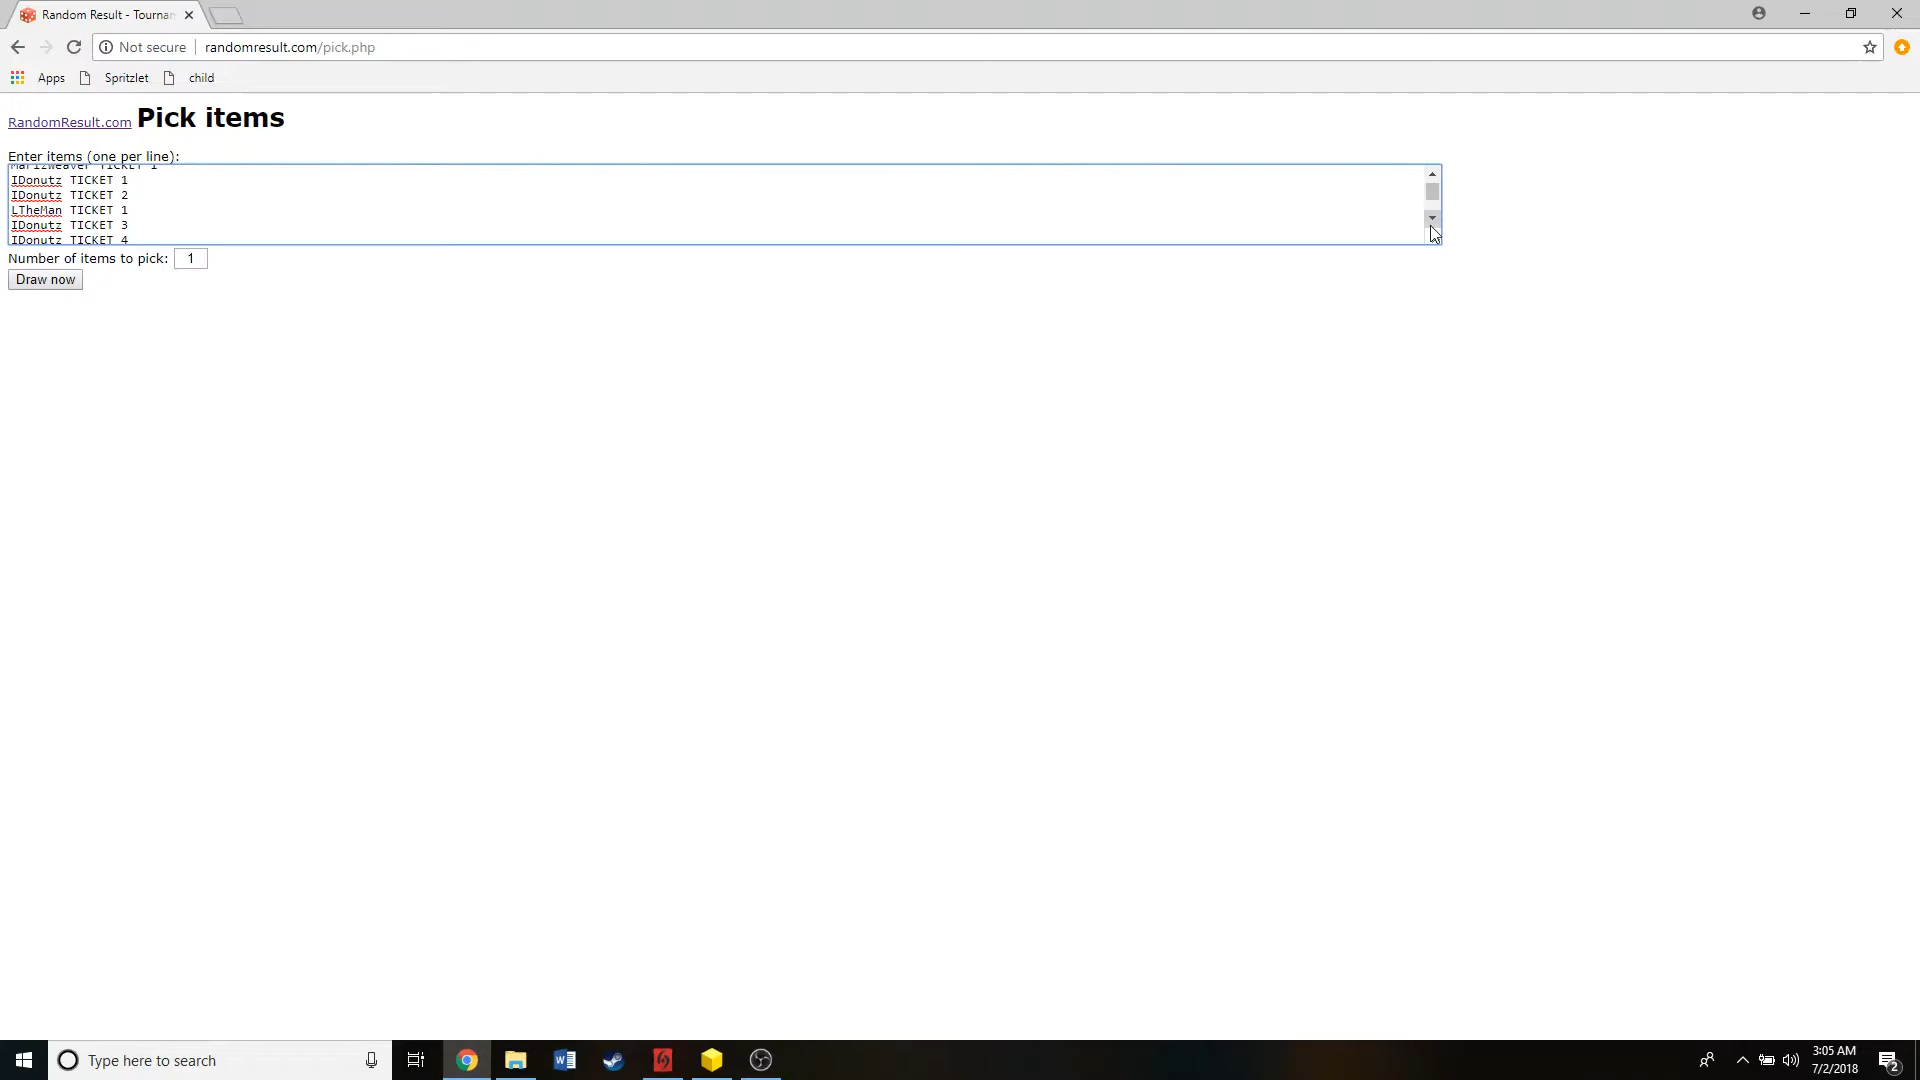 Random Result - Tourna
Not secure randomresult.com/pick.php
Apps Spritzlet child
RandomResult.com Pick items
Enter items (one per line):
IDonutz TICKET 1
IDonutz TICKET 2
LTheMan TICKET 1
IDonutz TICKET 3
IDonutz TICKET 4
Number of items to pick: 1
Draw now
Type here to search
3:05 AM
7/2/2018
2